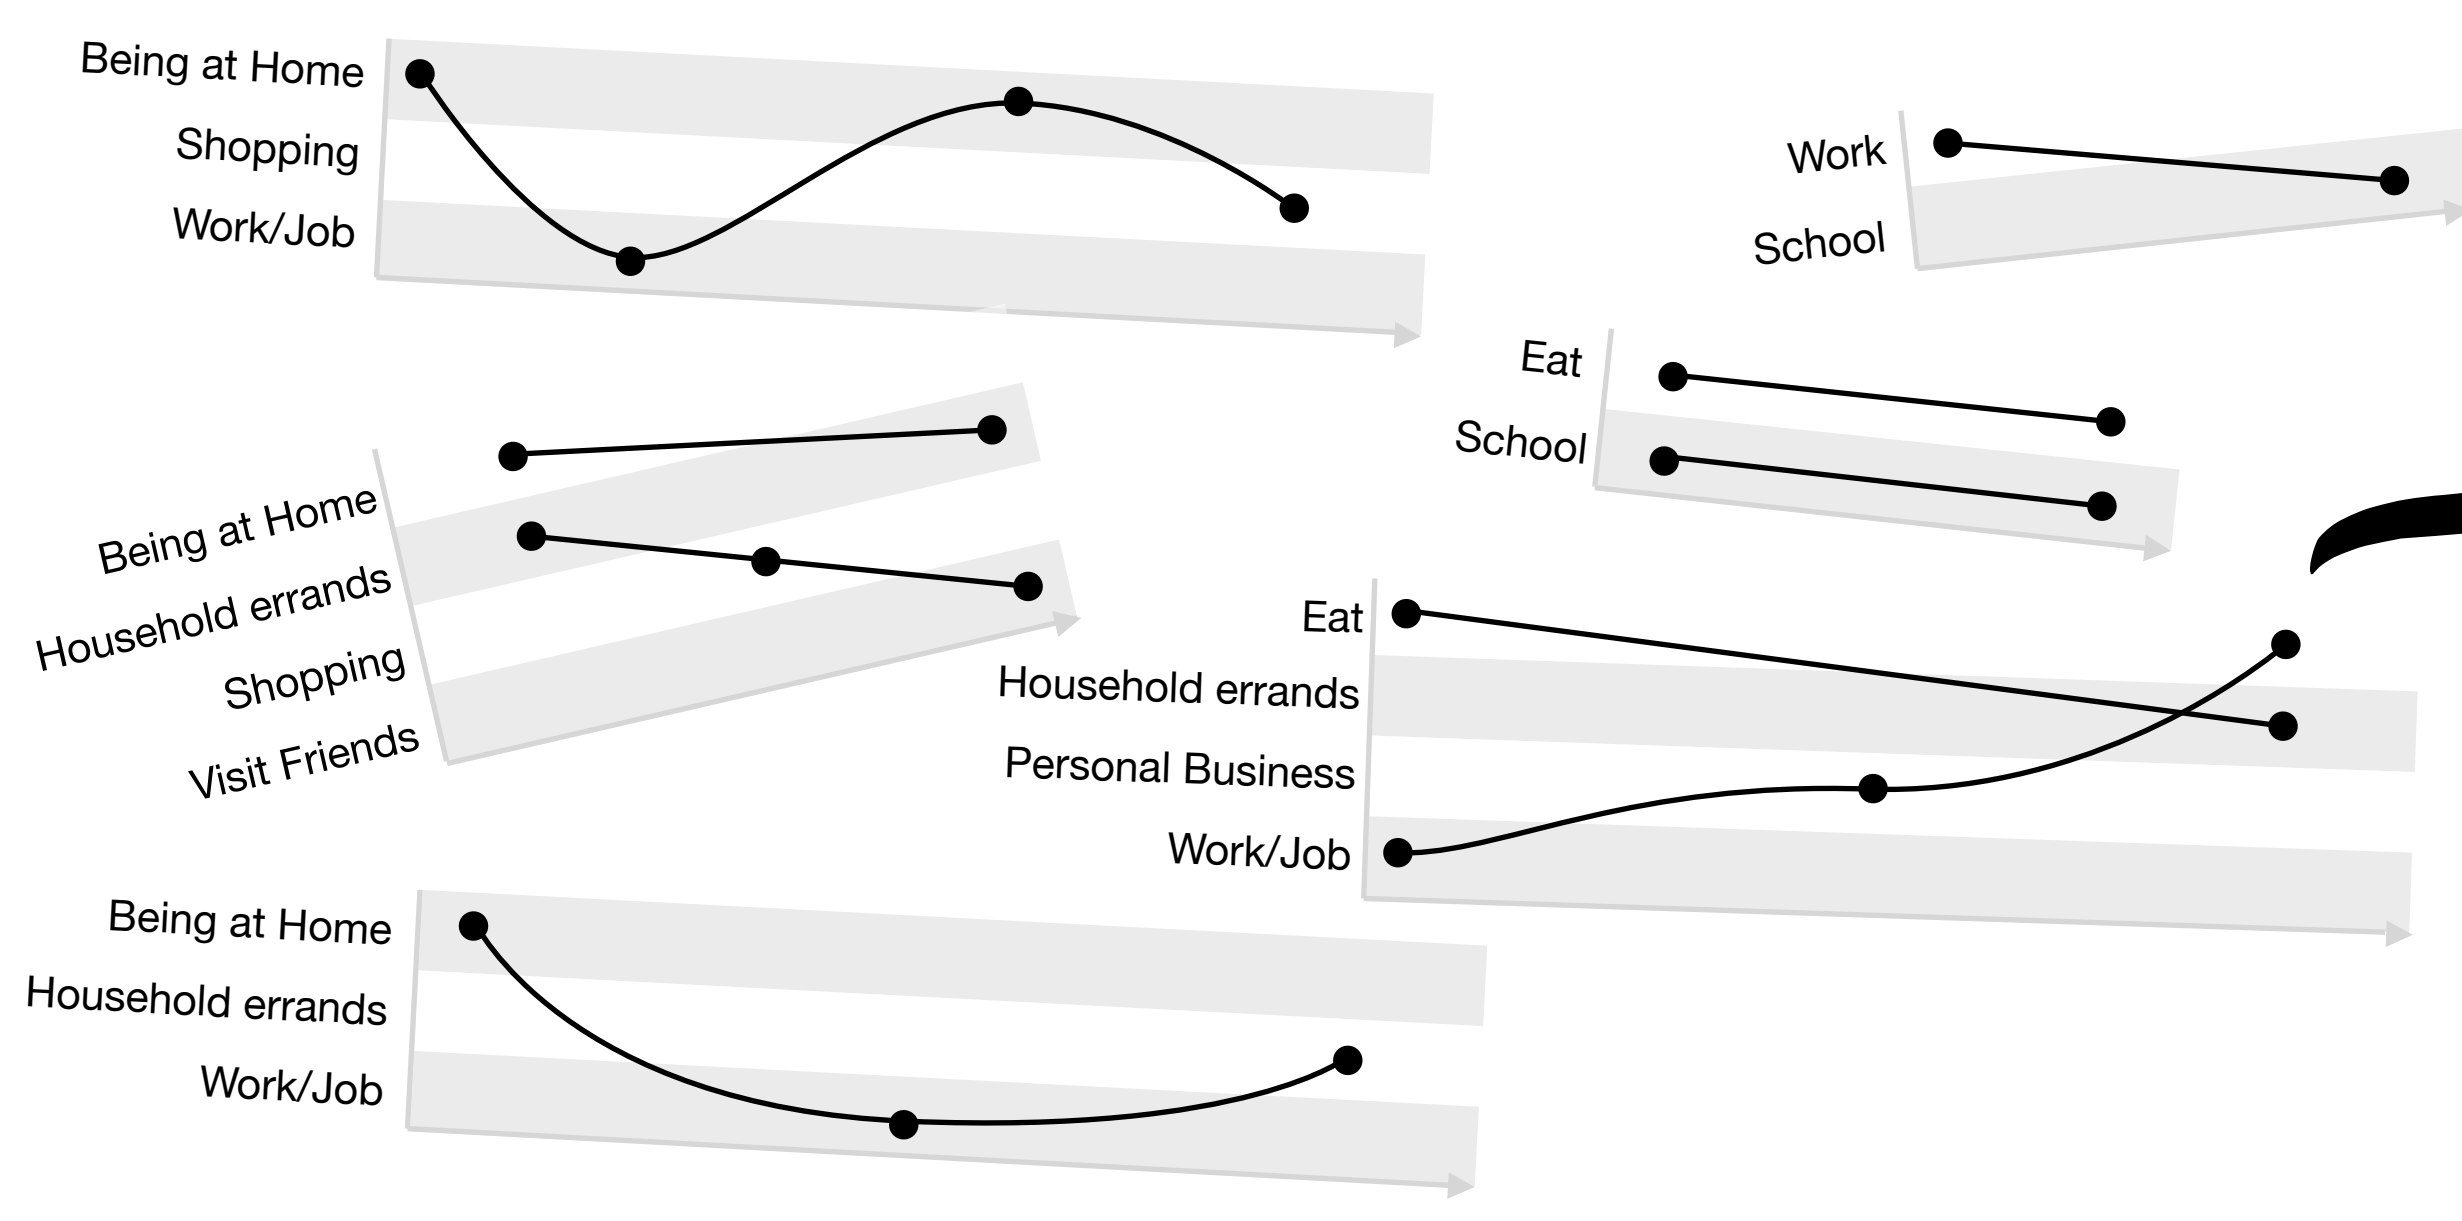 Being at Home
Shopping
Work/Job
Work
School
Eat
School
Being at Home
Household errands
Shopping
Visit Friends
Eat
Household errands
Personal Business
Work/Job
Being at Home
Household errands
Work/Job